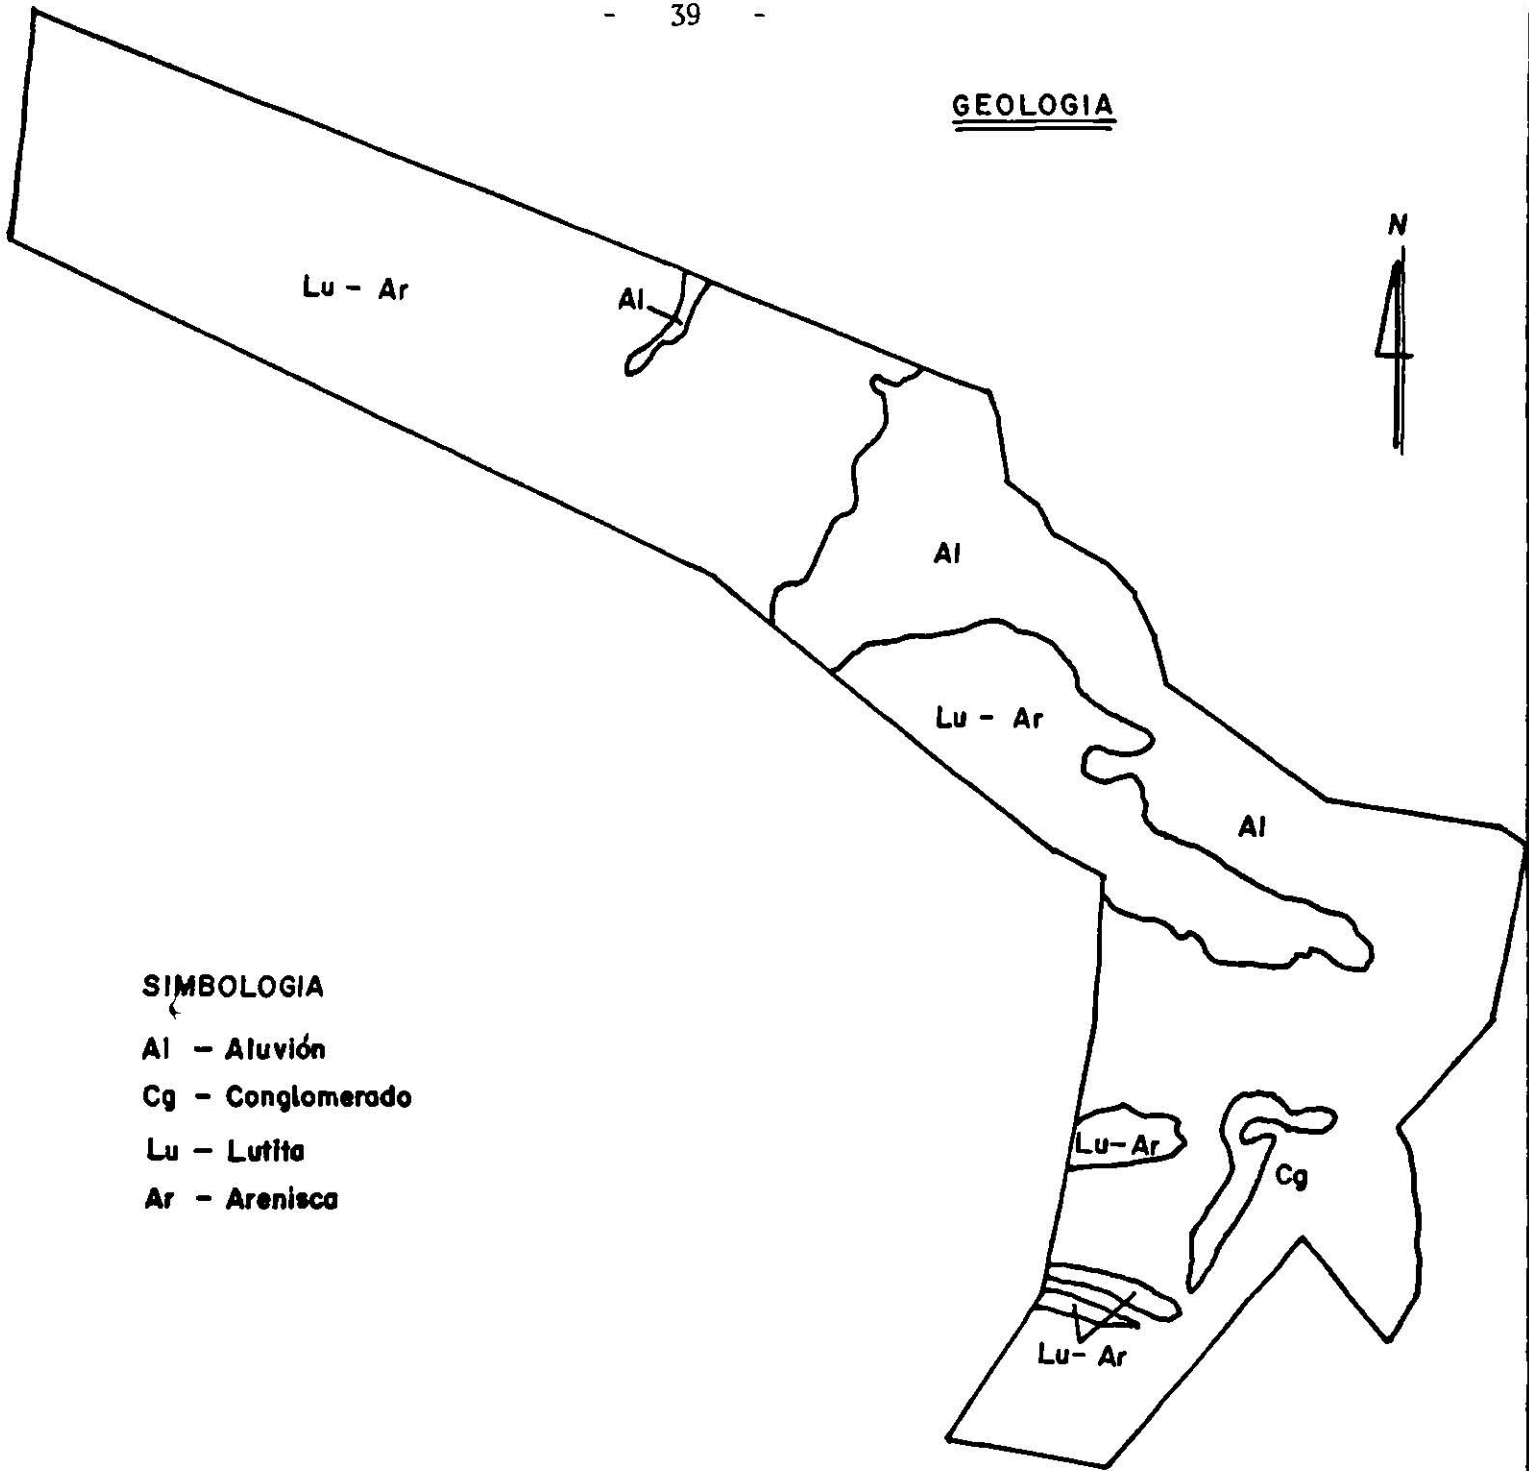 - 39 -
GEOLOGIA
N
Lu - Ar
Al
Al
Lu - Ar
Al
SIMBOLOGIA
Al - Aluvión
Cg - Conglomerado
Lu - Lutita
Ar - Arenisca
Lu-Ar
Cg
Lu-Ar